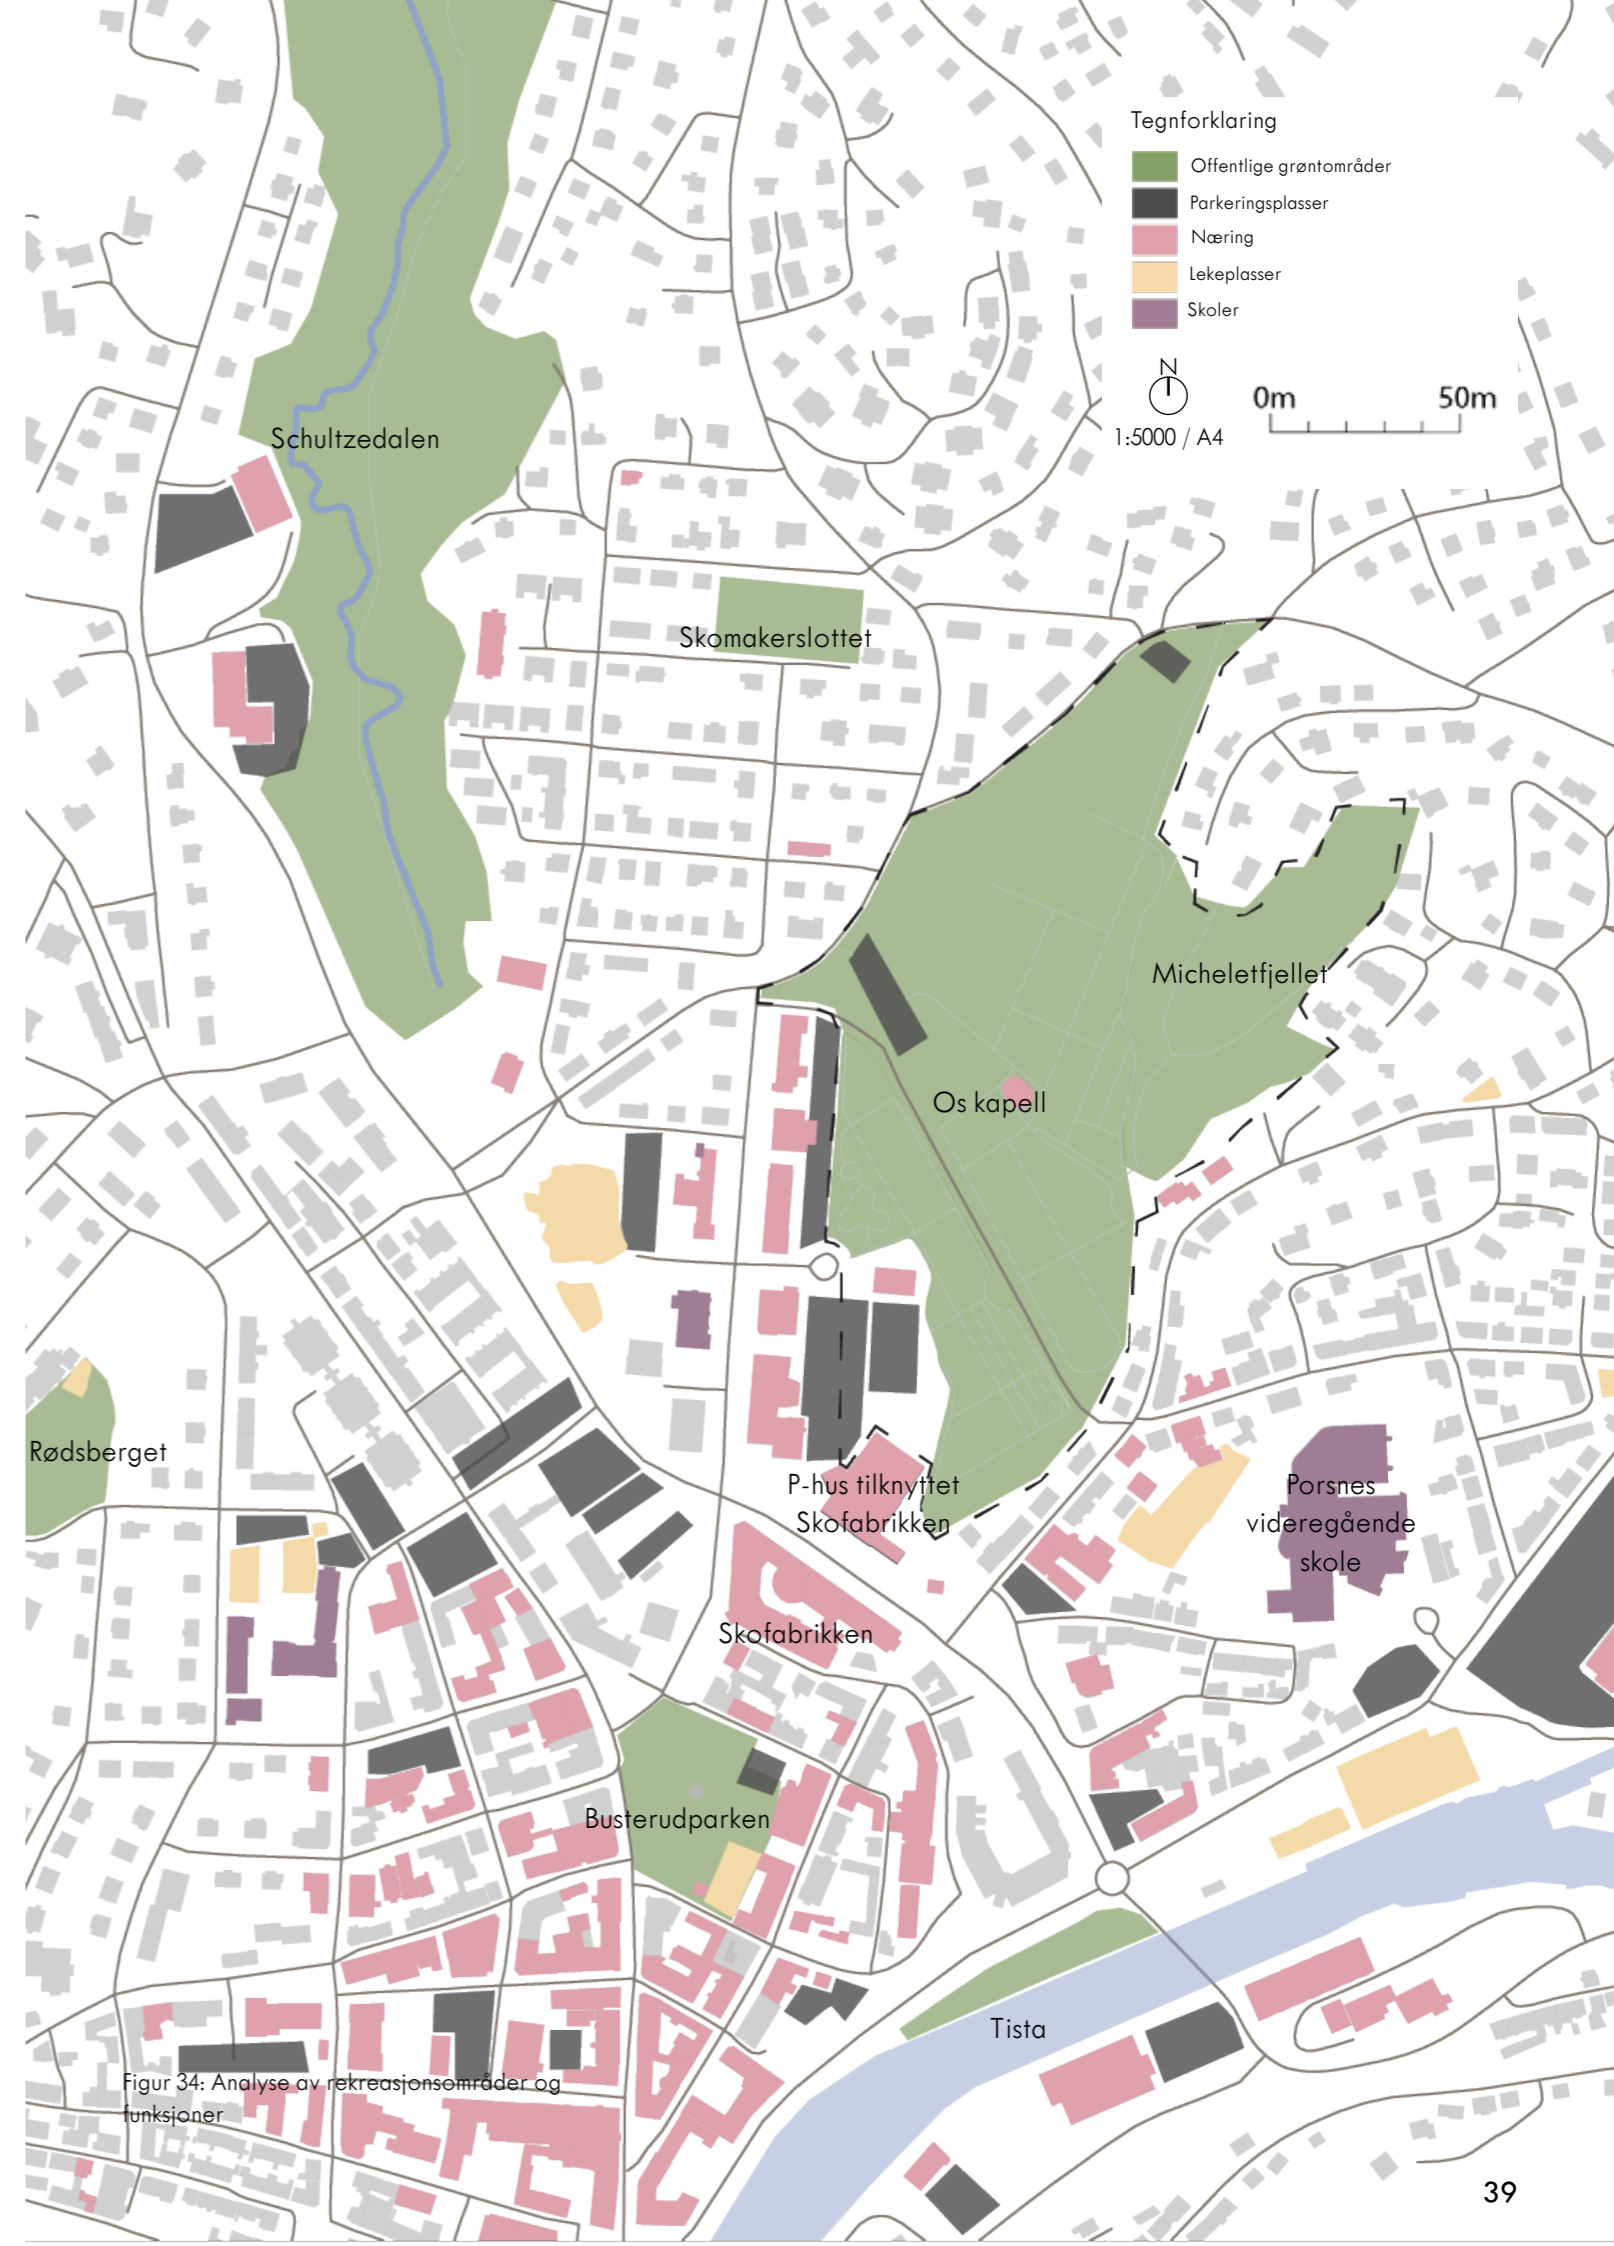 Tegnforklaring
Offentlige grøntområder
Parkeringsplasser
Næring
Lekeplasser
Skoler
N
0m 50m
1:5000 / A4
Schultzedalen
Skomakerslottet
Micheletfjellet
Os kapell
Rødsberget
P-hus tilknyttet
Skofabrikken
Porsnes
videregående
skole
Skofabrikken
Busterudparken
Tista
Figur 34: Analyse av rekreasjonsområder og
funksjoner
39